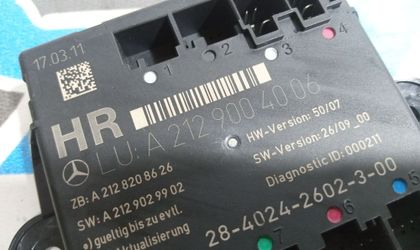 17.03.11
1 2 3 4 5
HR
LU: A 212 900 40 06
HW-Version: 50/07
SW-Version: 26/09_00
Diagnostic ID: 000211
ZB: A 212 820 86 26
SW: A 212 902 99 02
•) gueltig bis zu evtl.
Aktualisierung
28-4024-2602-3-00
7 6